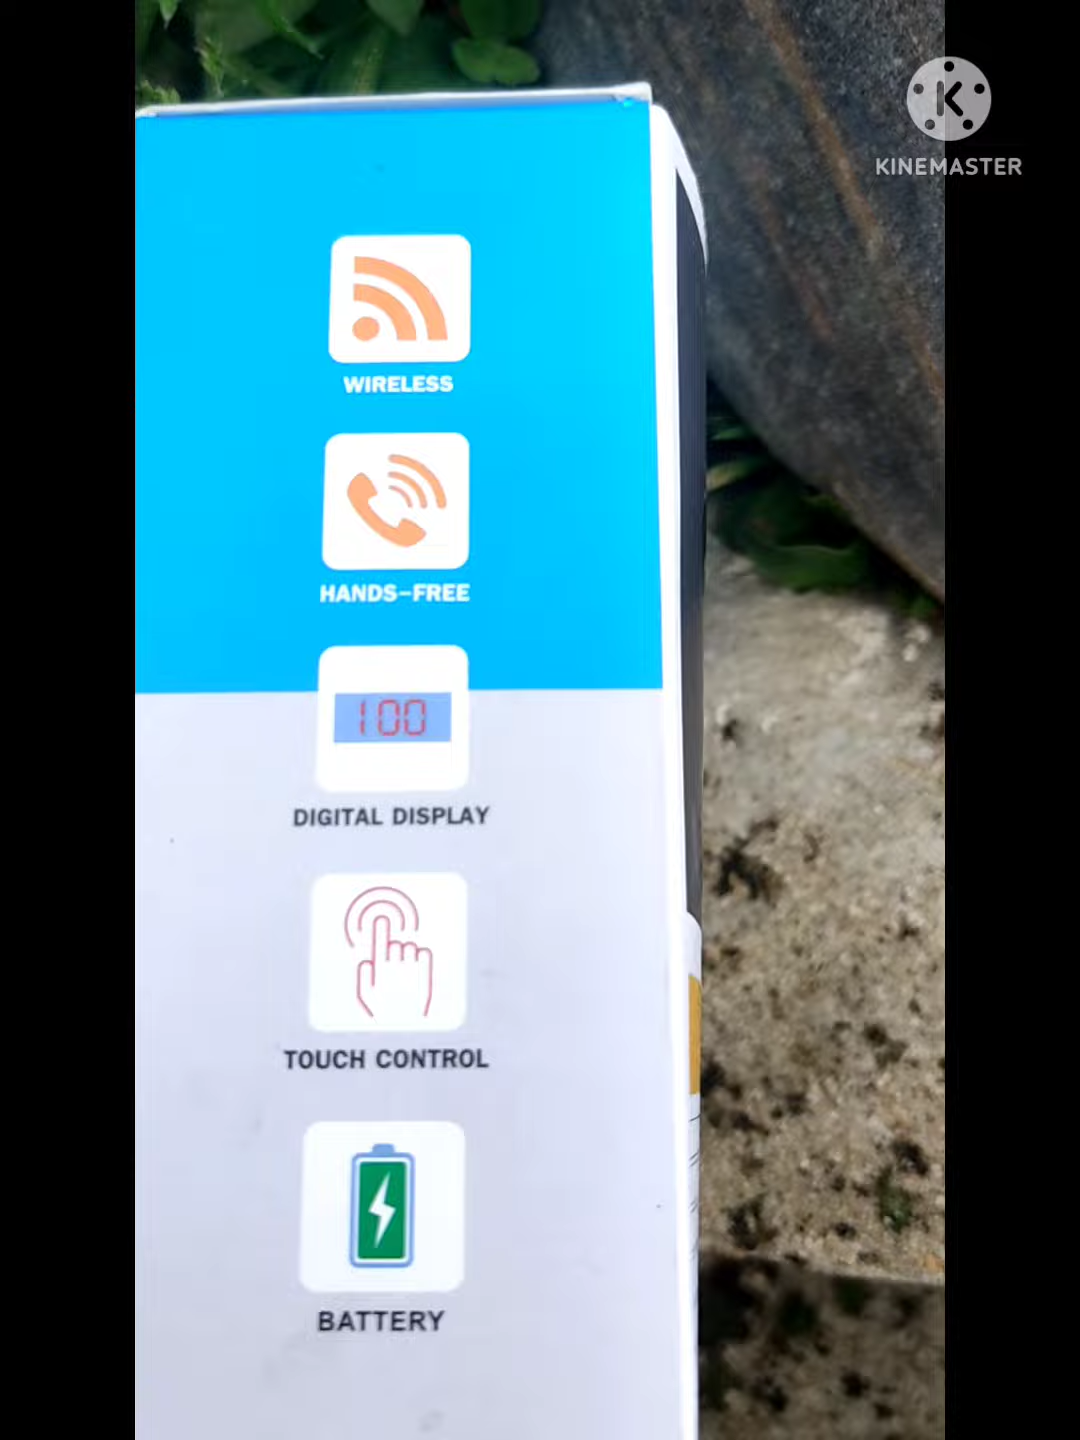 KINEMASTER
WIRELESS
HANDS-FREE
100
DIGITAL DISPLAY
TOUCH CONTROL
BATTERY